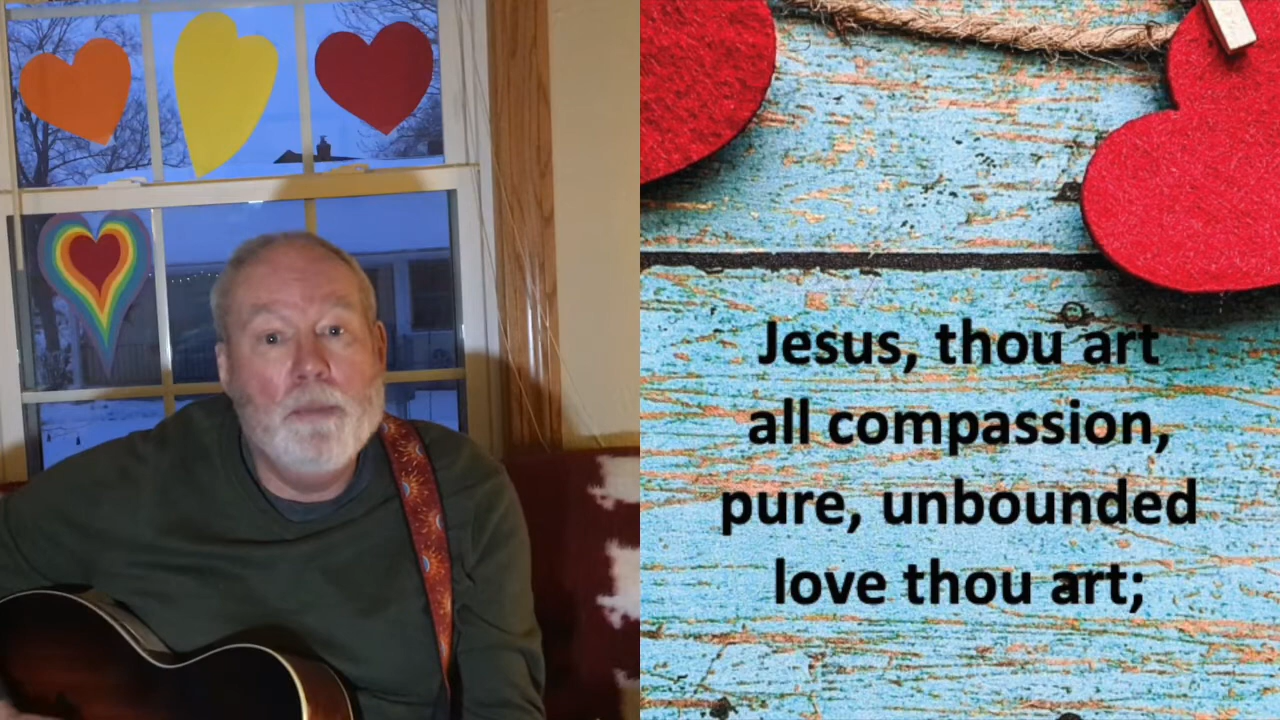 Jesus, thou art
all compassion,
pure, unbounded
love thou art;